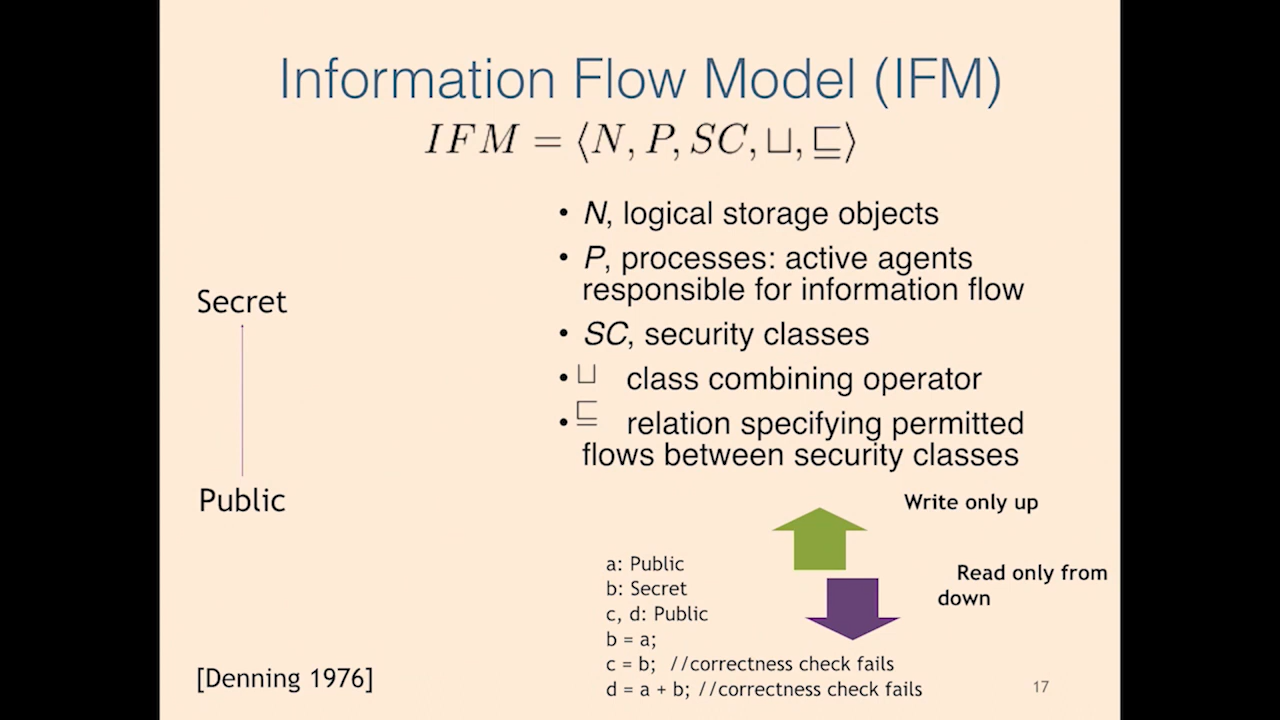 Information Flow Model (IFM)
IFM = ⟨N, P, SC, ⊔, ⊑⟩
• N, logical storage objects
• P, processes: active agents
responsible for information flow
• SC, security classes
• ⊔ class combining operator
• ⊑ relation specifying permitted
flows between security classes
Secret
Public
Write only up
Read only from
down
a: Public
b: Secret
c, d: Public
b = a;
c = b; //correctness check fails
d = a + b; //correctness check fails
[Denning 1976]
17